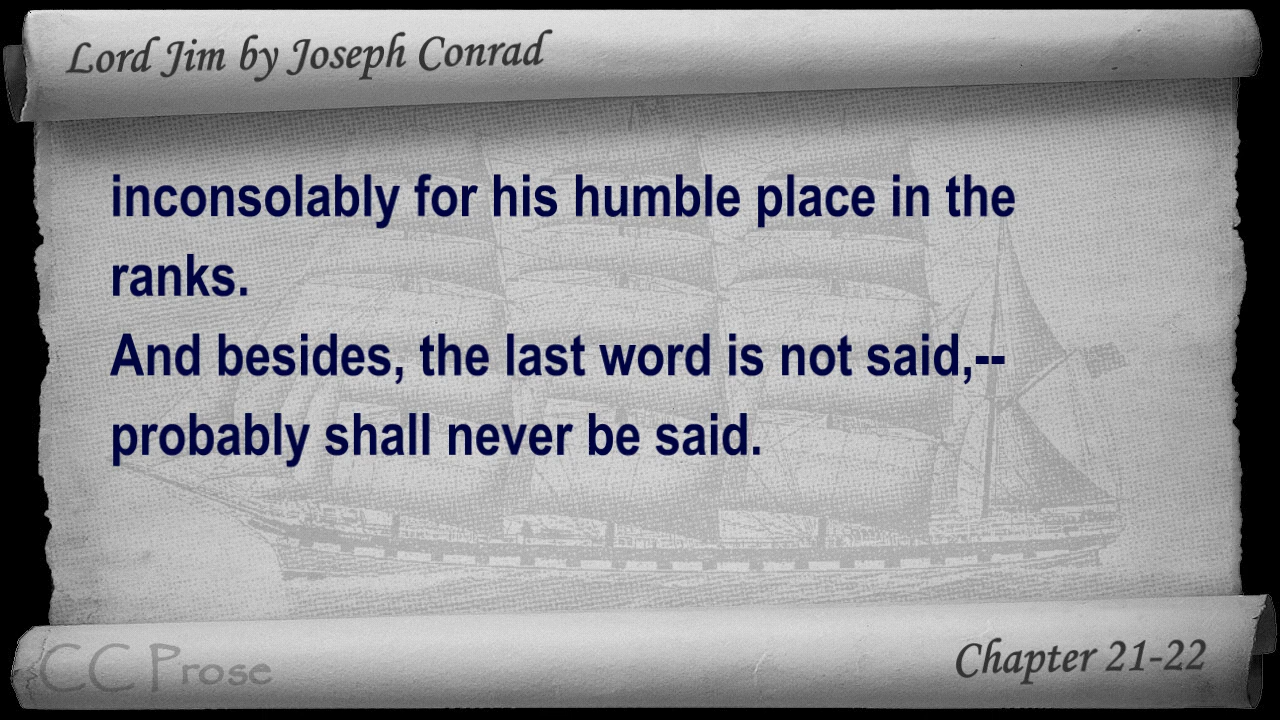 Lord Jim by Joseph Conrad
inconsolably for his humble place in the
ranks.
And besides, the last word is not said,--
probably shall never be said.
CC Prose
Chapter 21-22